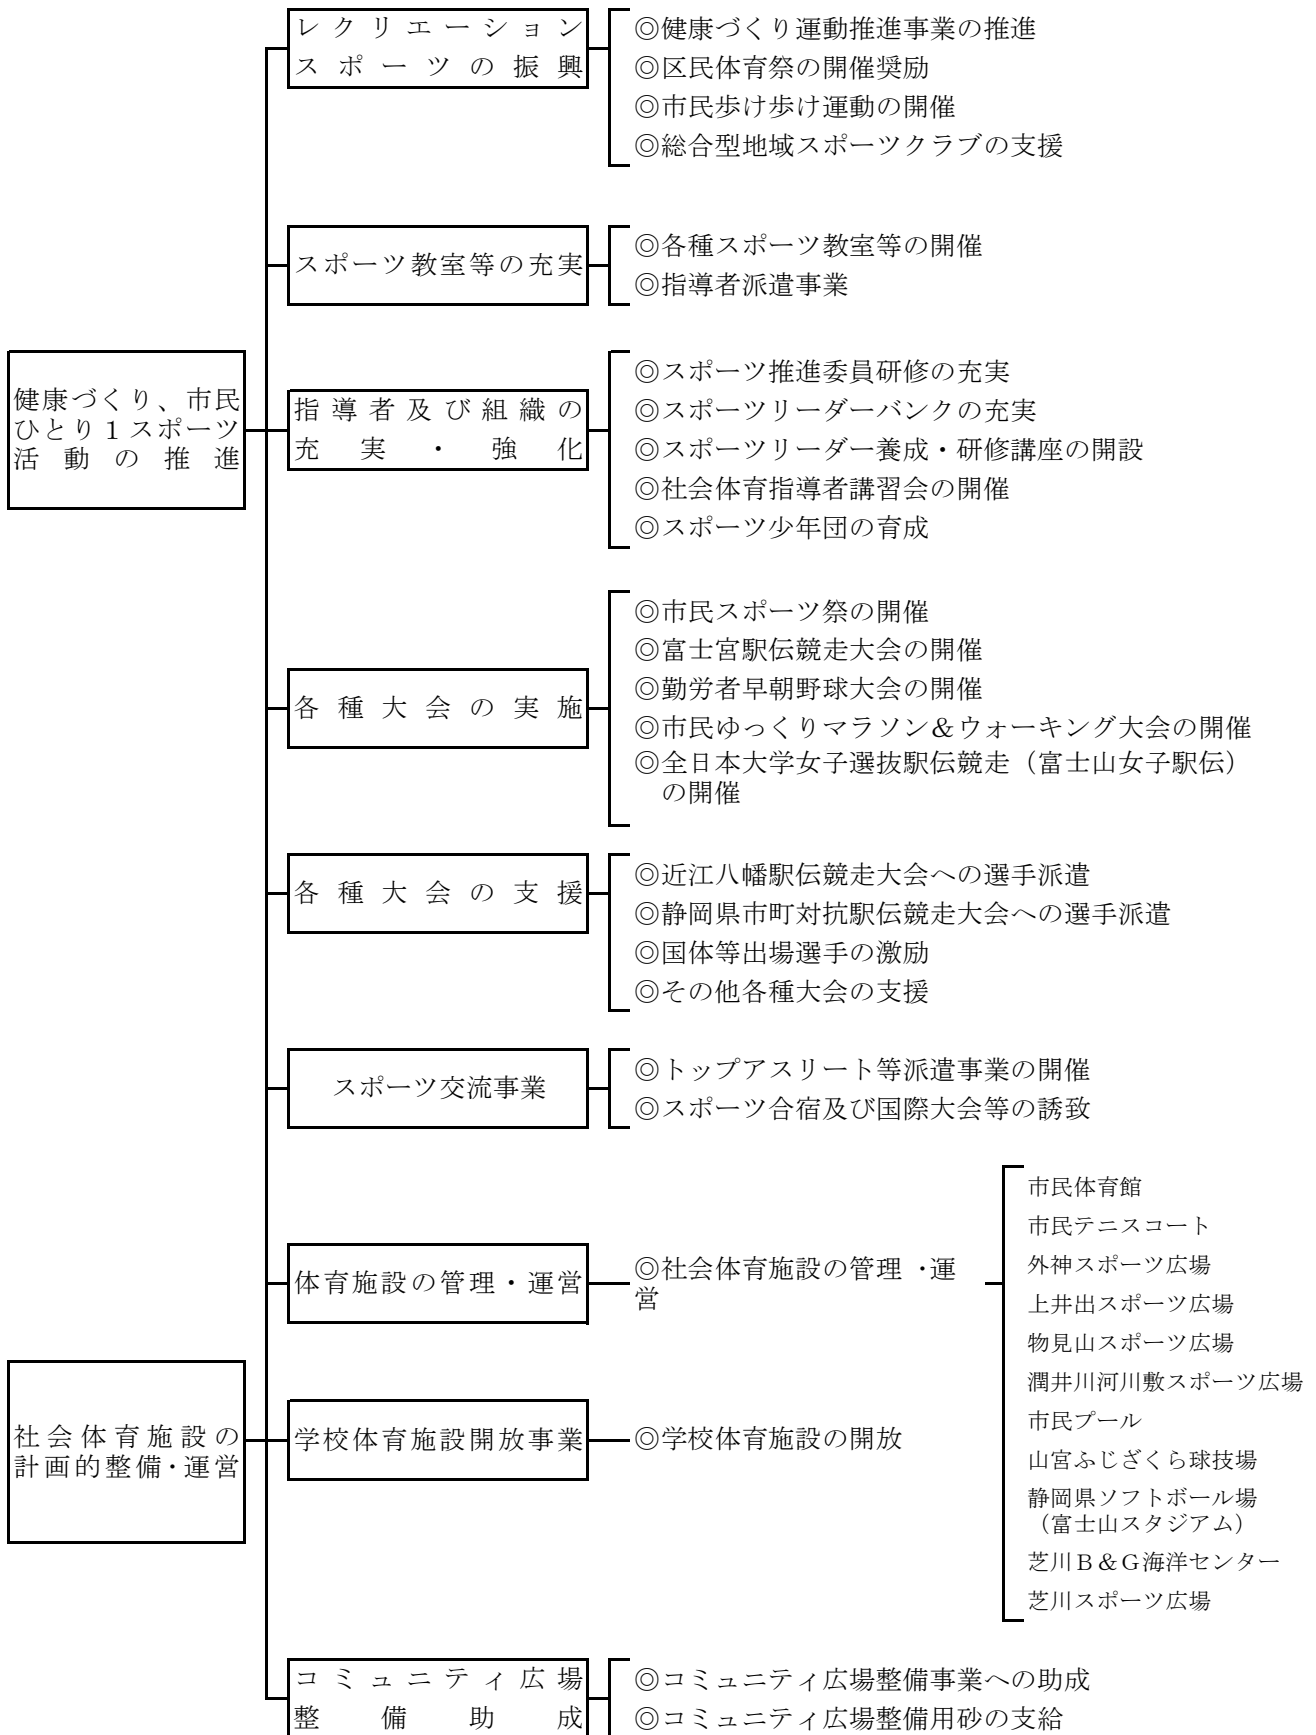 健康づくり、市民
ひとり１スポーツ
活動の推進
レクリエーション
スポーツの振興
◎健康づくり運動推進事業の推進
◎区民体育祭の開催奨励
◎市民歩け歩け運動の開催
◎総合型地域スポーツクラブの支援
スポーツ教室等の充実
◎各種スポーツ教室等の開催
◎指導者派遣事業
指導者及び組織の
充実・強化
◎スポーツ推進委員研修の充実
◎スポーツリーダーバンクの充実
◎スポーツリーダー養成・研修講座の開設
◎社会体育指導者講習会の開催
◎スポーツ少年団の育成
各種大会の実施
◎市民スポーツ祭の開催
◎富士宮駅伝競走大会の開催
◎勤労者早朝野球大会の開催
◎市民ゆっくりマラソン＆ウォーキング大会の開催
◎全日本大学女子選抜駅伝競走（富士山女子駅伝）
の開催
各種大会の支援
◎近江八幡駅伝競走大会への選手派遣
◎静岡県市町対抗駅伝競走大会への選手派遣
◎国体等出場選手の激励
◎その他各種大会の支援
スポーツ交流事業
◎トップアスリート等派遣事業の開催
◎スポーツ合宿及び国際大会等の誘致
社会体育施設の
計画的整備・運営
体育施設の管理・運営
◎社会体育施設の管理・運
営
市民体育館
市民テニスコート
外神スポーツ広場
上井出スポーツ広場
物見山スポーツ広場
潤井川河川敷スポーツ広場
市民プール
山宮ふじざくら球技場
静岡県ソフトボール場
（富士山スタジアム）
芝川Ｂ＆Ｇ海洋センター
芝川スポーツ広場
学校体育施設開放事業
◎学校体育施設の開放
コミュニティ広場
整備助成
◎コミュニティ広場整備事業への助成
◎コミュニティ広場整備用砂の支給